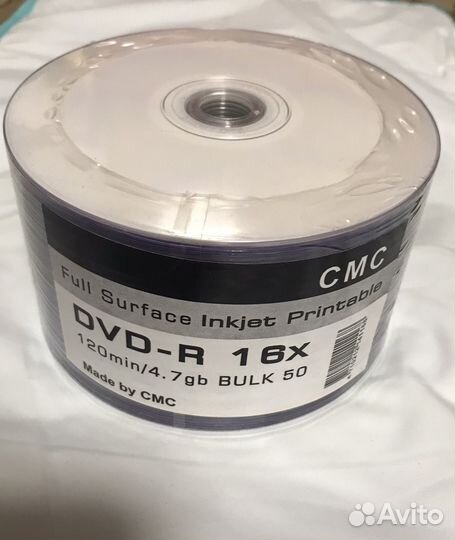 CMC
Full Surface Inkjet Printable
DVD-R 16x
120min/4.7gb BULK 50
Made by CMC
Avito